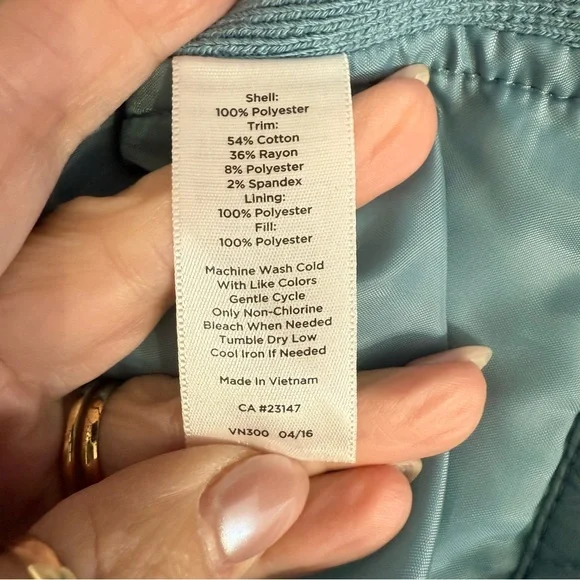 Shell:
100% Polyester
Trim:
54% Cotton
36% Rayon
8% Polyester
2% Spandex
Lining:
100% Polyester
Fill:
100% Polyester
Machine Wash Cold
With Like Colors
Gentle Cycle
Only Non-Chlorine
Bleach When Needed
Tumble Dry Low
Cool Iron If Needed
Made In Vietnam
CA #23147
VN300 04/16